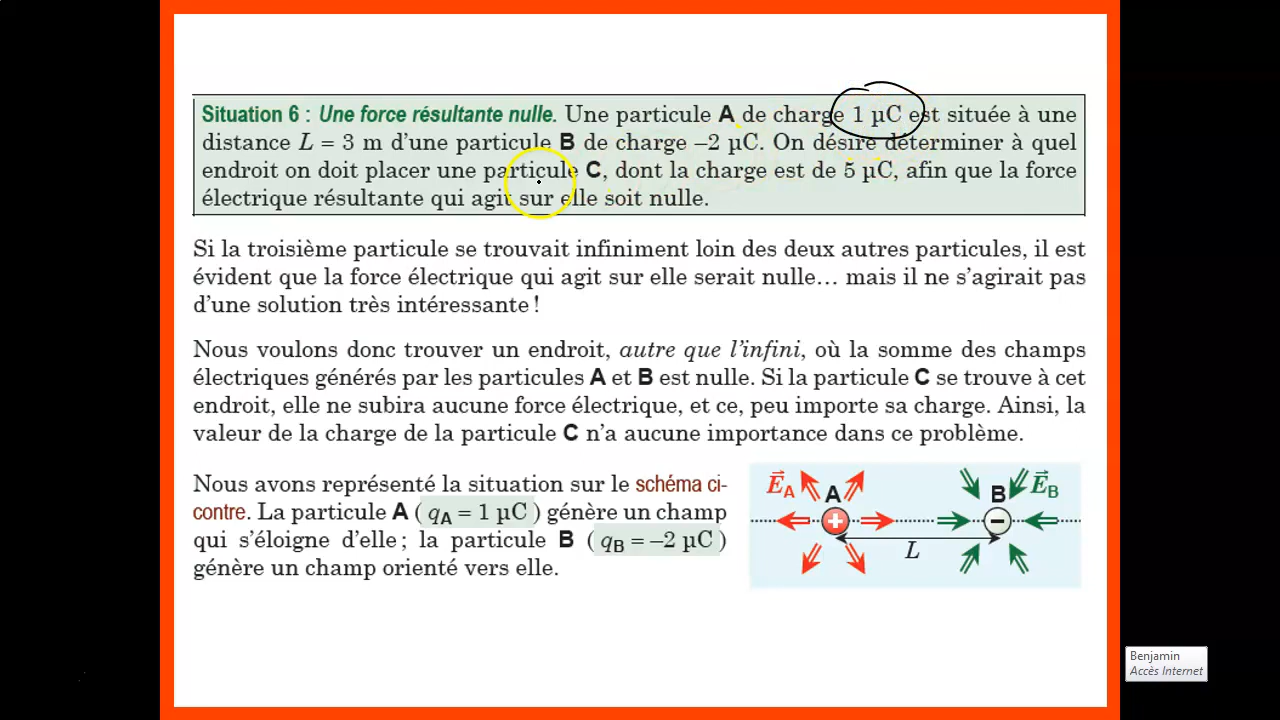 Situation 6 : Une force résultante nulle. Une particule A de charge 1 µC est située à une
distance L = 3 m d'une particule B de charge –2 µC. On désire déterminer à quel
endroit on doit placer une particule C, dont la charge est de 5 µC, afin que la force
électrique résultante qui agit sur elle soit nulle.
Si la troisième particule se trouvait infiniment loin des deux autres particules, il est
évident que la force électrique qui agit sur elle serait nulle… mais il ne s'agirait pas
d'une solution très intéressante !
Nous voulons donc trouver un endroit, autre que l'infini, où la somme des champs
électriques générés par les particules A et B est nulle. Si la particule C se trouve à cet
endroit, elle ne subira aucune force électrique, et ce, peu importe sa charge. Ainsi, la
valeur de la charge de la particule C n'a aucune importance dans ce problème.
Nous avons représenté la situation sur le schéma ci-
contre. La particule A ( qA = 1 µC ) génère un champ
qui s'éloigne d'elle ; la particule B ( qB = –2 µC )
génère un champ orienté vers elle.
EA A B EB
+ –
L
Benjamin
Accès Internet